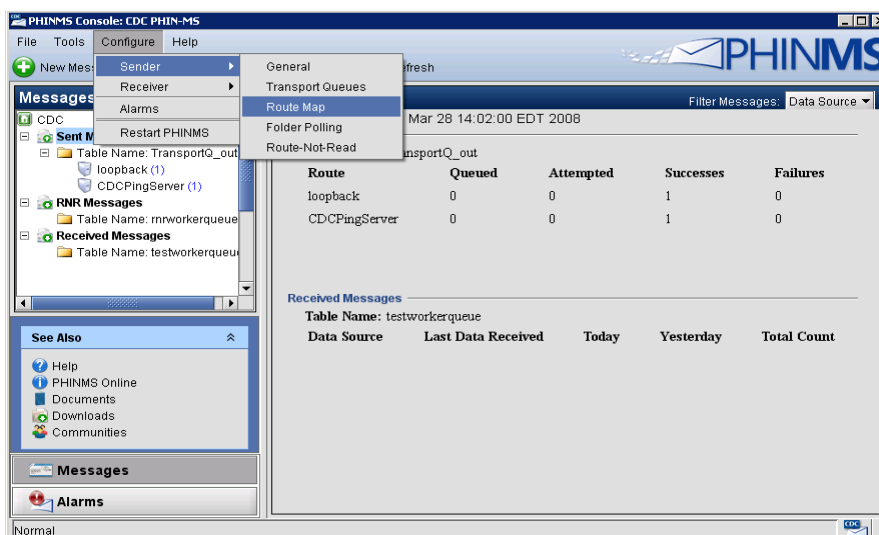 PHINMS Console: CDC PHIN-MS
File Tools Configure Help
PHINMS
New Mes
Sender
Receiver
Alarms
Restart PHINMS
General
Transport Queues
Route Map
Folder Polling
Route-Not-Read
fresh
Messages
Filter Messages: Data Source
CDC
Sent M
Table Name: TransportQ_out
loopback (1)
CDCPingServer (1)
RNR Messages
Table Name: rnrworkerqueue
Received Messages
Table Name: testworkerqueu
Mar 28 14:02:00 EDT 2008
nsportQ_out
Route Queued Attempted Successes Failures
loopback 0 0 1 0
CDCPingServer 0 0 1 0
Received Messages
Table Name: testworkerqueue
Data Source Last Data Received Today Yesterday Total Count
See Also
Help
PHINMS Online
Documents
Downloads
Communities
Messages
Alarms
Normal
CDC